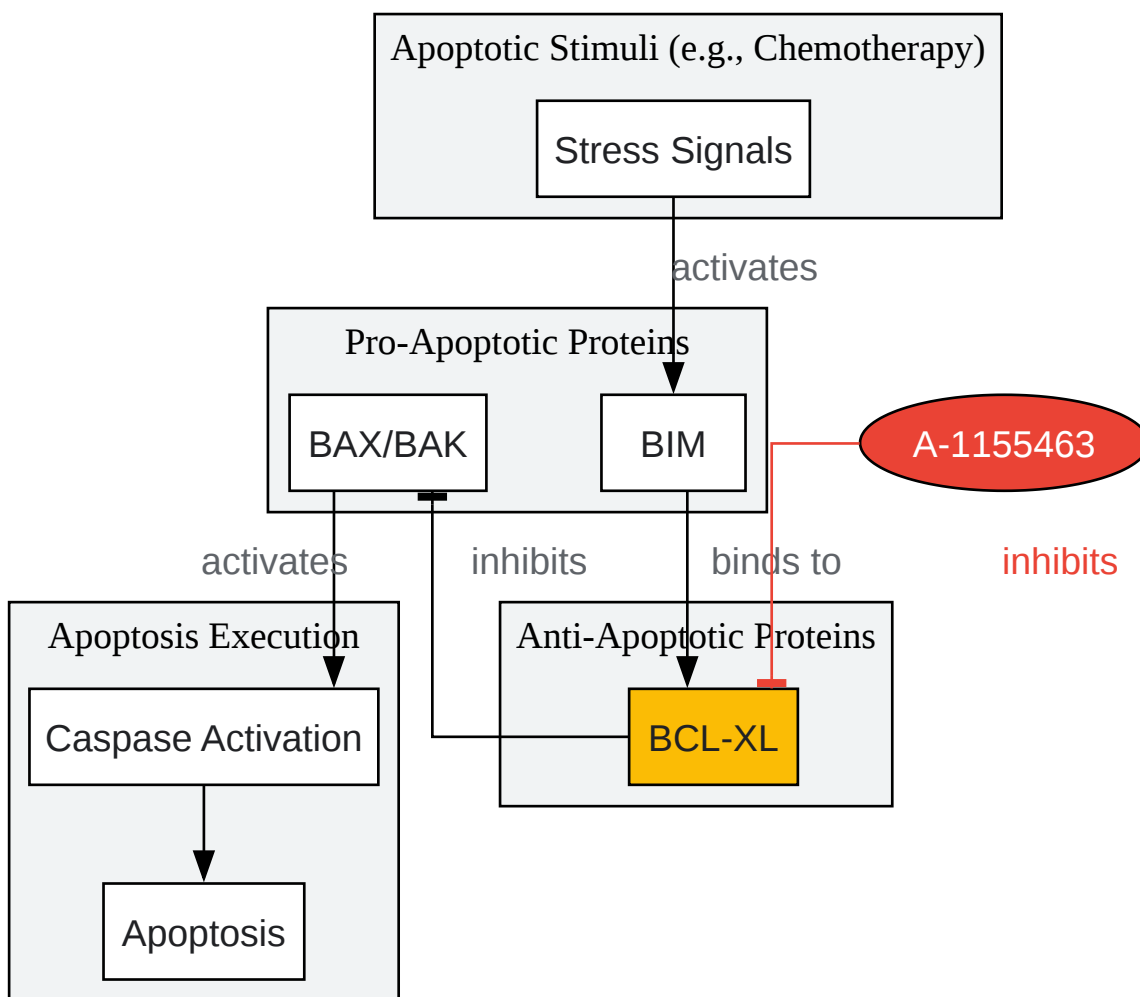 Apoptotic Stimuli (e.g., Chemotherapy)
Stress Signals
activates
Pro-Apoptotic Proteins
BAX/BAK
BIM
A-1155463
activates
inhibits
binds to
inhibits
Apoptosis Execution
Anti-Apoptotic Proteins
Caspase Activation
BCL-XL
Apoptosis